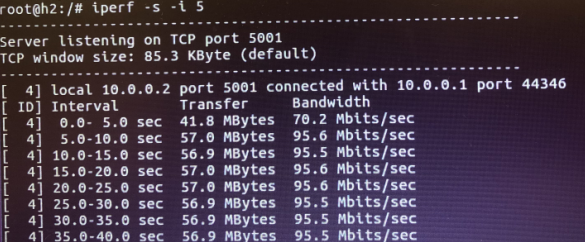 root@h2:/# iperf -s -i 5
------------------------------------------------------------
Server listening on TCP port 5001
TCP window size: 85.3 KByte (default)
------------------------------------------------------------
[  4] local 10.0.0.2 port 5001 connected with 10.0.0.1 port 44346
[ ID] Interval       Transfer     Bandwidth
[  4]  0.0- 5.0 sec  41.8 MBytes  70.2 Mbits/sec
[  4]  5.0-10.0 sec  57.0 MBytes  95.6 Mbits/sec
[  4] 10.0-15.0 sec  56.9 MBytes  95.5 Mbits/sec
[  4] 15.0-20.0 sec  57.0 MBytes  95.6 Mbits/sec
[  4] 20.0-25.0 sec  57.0 MBytes  95.6 Mbits/sec
[  4] 25.0-30.0 sec  56.9 MBytes  95.5 Mbits/sec
[  4] 30.0-35.0 sec  56.9 MBytes  95.5 Mbits/sec
[  4] 35.0-40.0 sec  56.9 MBytes  95.5 Mbits/sec